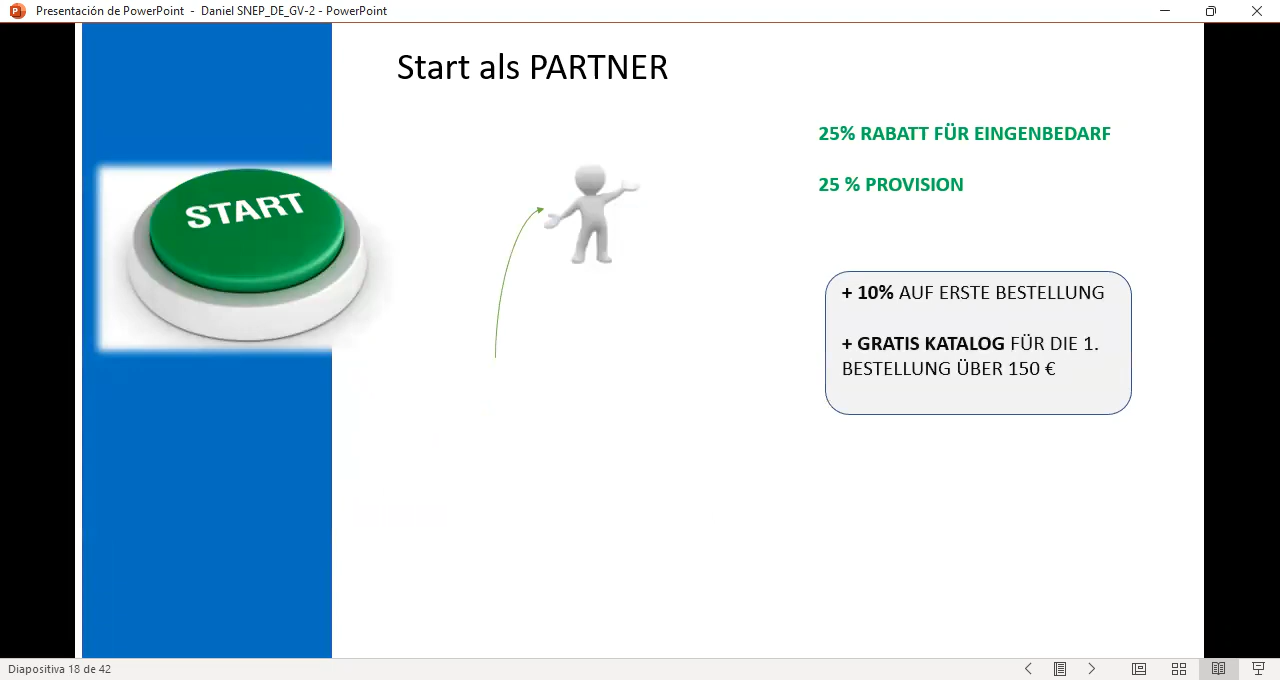 Presentación de PowerPoint - Daniel SNEP_DE_GV-2 - PowerPoint
Start als PARTNER
25% RABATT FÜR EINGENBEDARF
25 % PROVISION
START
+ 10% AUF ERSTE BESTELLUNG
+ GRATIS KATALOG FÜR DIE 1.
BESTELLUNG ÜBER 150 €
Diapositiva 18 de 42